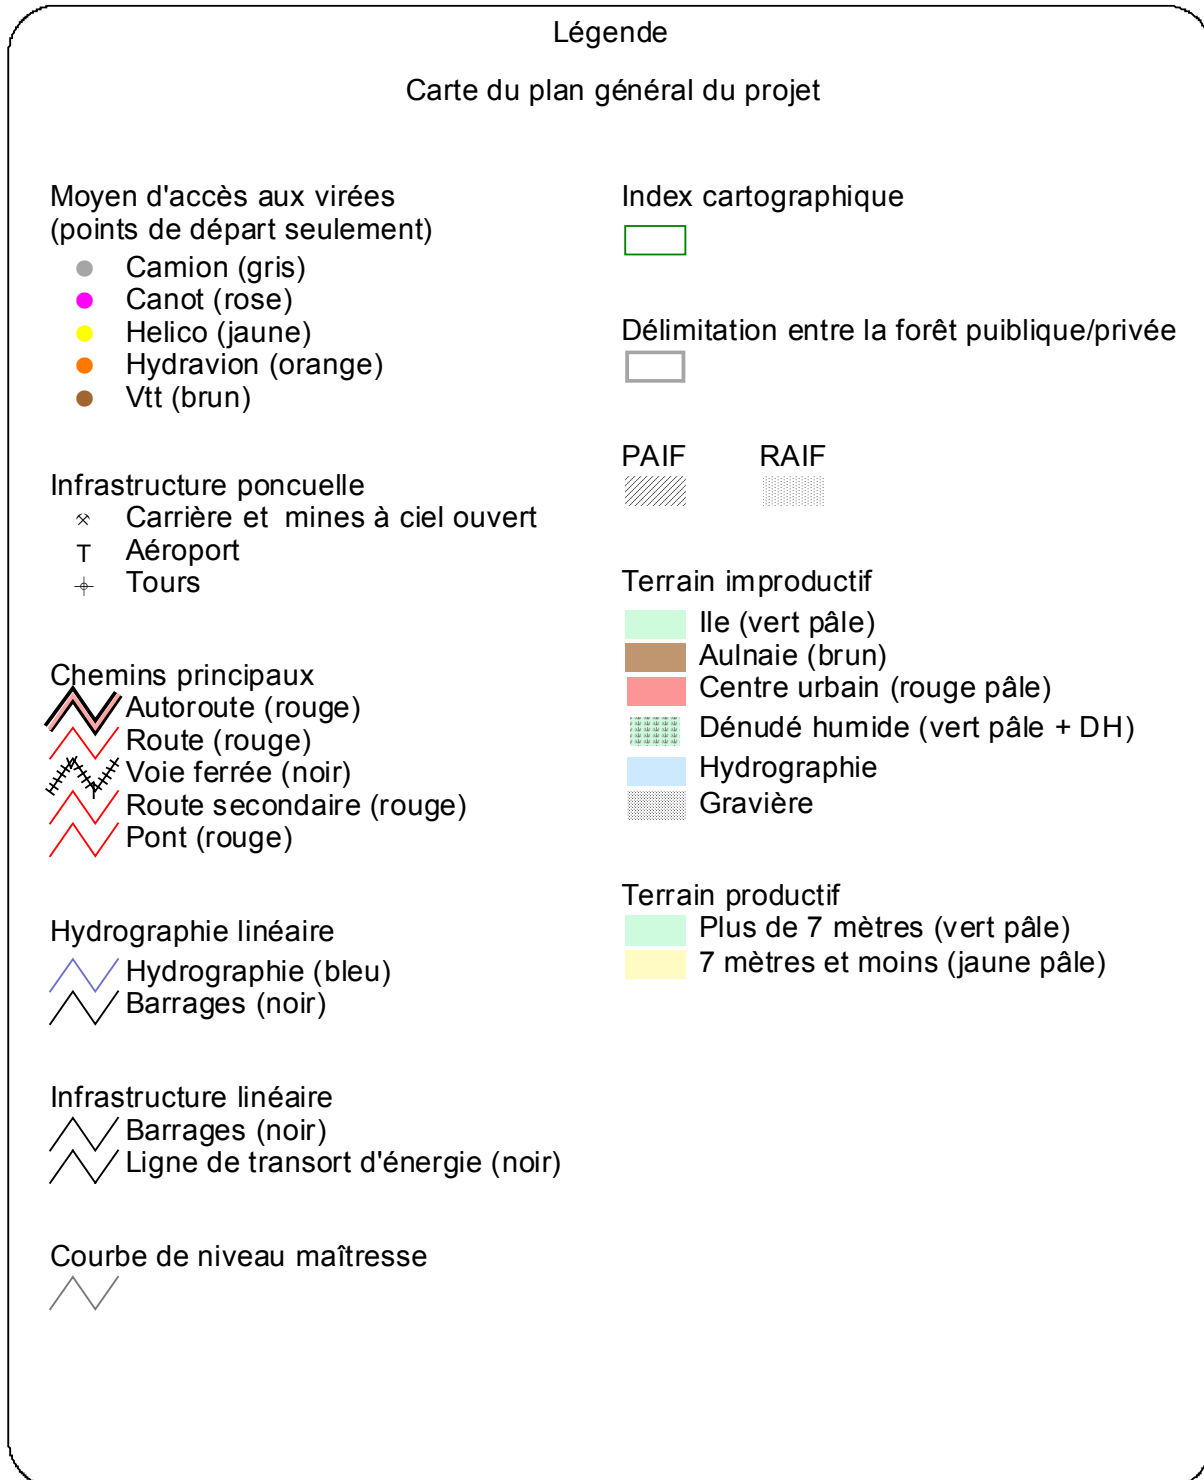 Légende
Carte du plan général du projet
Moyen d'accès aux virées
(points de départ seulement)
Camion (gris)
Canot (rose)
Helico (jaune)
Hydravion (orange)
Vtt (brun)
Infrastructure poncuelle
Carrière et  mines à ciel ouvert
T Aéroport
Tours
Chemins principaux
Autoroute (rouge)
Route (rouge)
Voie ferrée (noir)
Route secondaire (rouge)
Pont (rouge)
Hydrographie linéaire
Hydrographie (bleu)
Barrages (noir)
Infrastructure linéaire
Barrages (noir)
Ligne de transort d'énergie (noir)
Courbe de niveau maîtresse
Index cartographique
Délimitation entre la forêt puiblique/privée
PAIF RAIF
Terrain improductif
Ile (vert pâle)
Aulnaie (brun)
Centre urbain (rouge pâle)
Dénudé humide (vert pâle + DH)
Hydrographie
Gravière
Terrain productif
Plus de 7 mètres (vert pâle)
7 mètres et moins (jaune pâle)